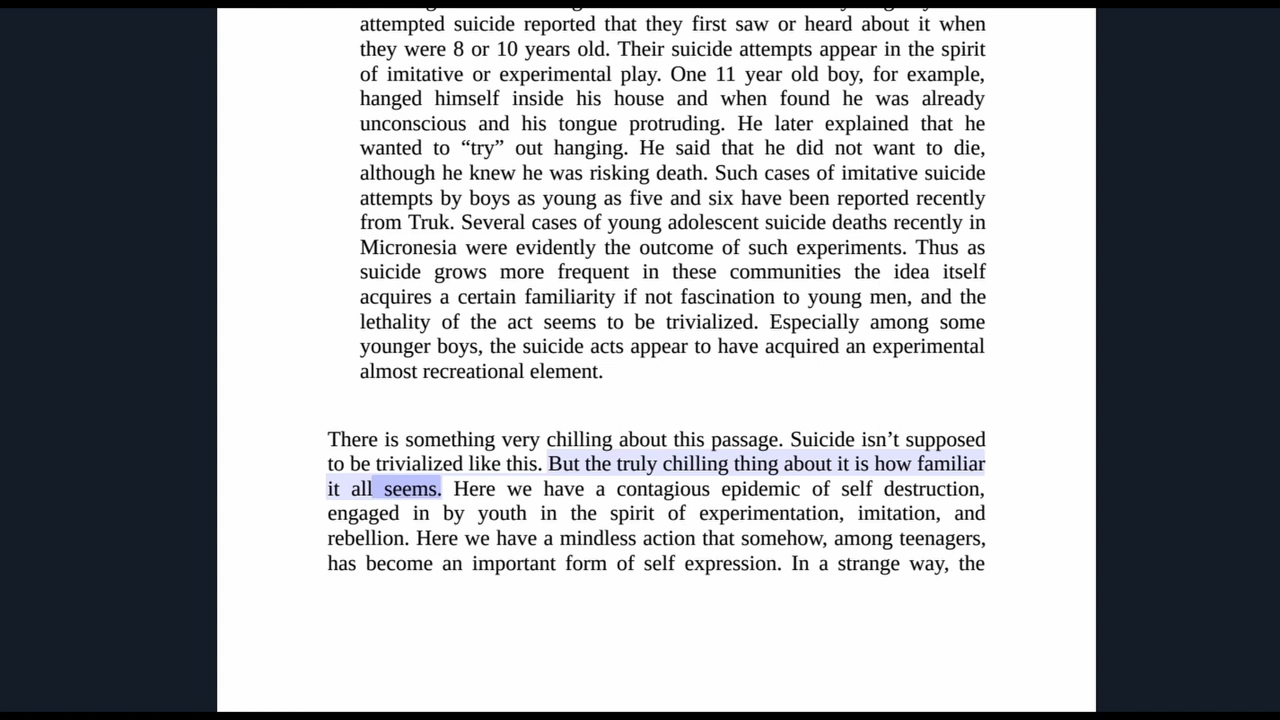 attempted suicide reported that they first saw or heard about it when
they were 8 or 10 years old. Their suicide attempts appear in the spirit
of imitative or experimental play. One 11 year old boy, for example,
hanged himself inside his house and when found he was already
unconscious and his tongue protruding. He later explained that he
wanted to “try” out hanging. He said that he did not want to die,
although he knew he was risking death. Such cases of imitative suicide
attempts by boys as young as five and six have been reported recently
from Truk. Several cases of young adolescent suicide deaths recently in
Micronesia were evidently the outcome of such experiments. Thus as
suicide grows more frequent in these communities the idea itself
acquires a certain familiarity if not fascination to young men, and the
lethality of the act seems to be trivialized. Especially among some
younger boys, the suicide acts appear to have acquired an experimental
almost recreational element.
There is something very chilling about this passage. Suicide isn’t supposed
to be trivialized like this. But the truly chilling thing about it is how familiar
it all seems. Here we have a contagious epidemic of self destruction,
engaged in by youth in the spirit of experimentation, imitation, and
rebellion. Here we have a mindless action that somehow, among teenagers,
has become an important form of self expression. In a strange way, the